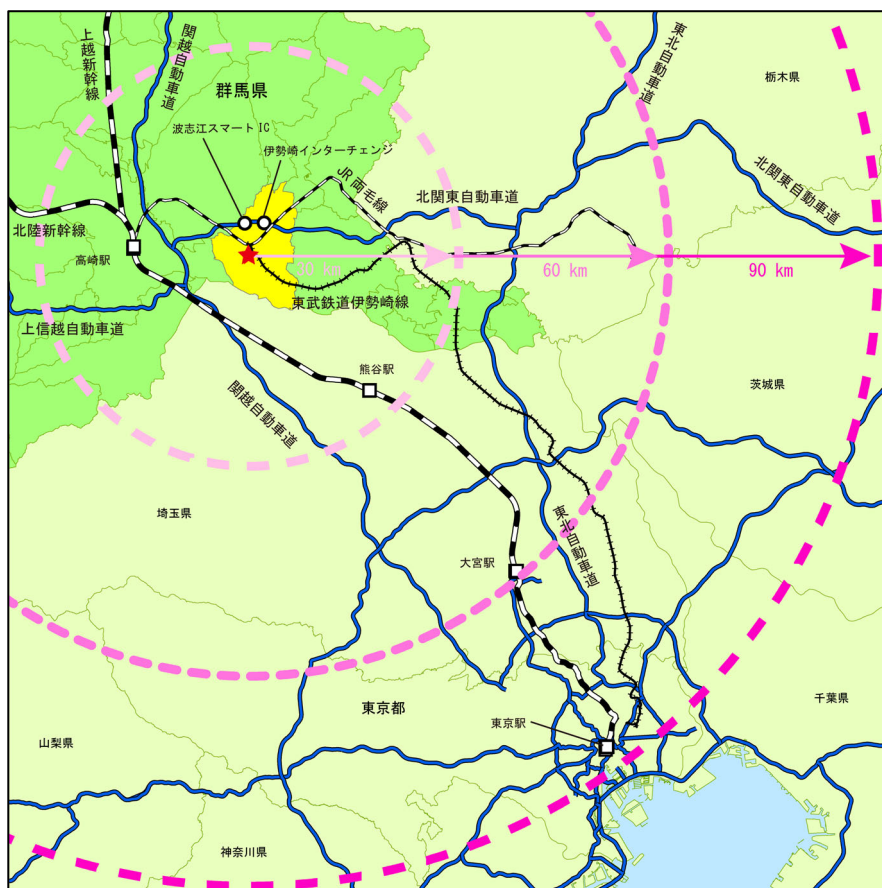 上越新幹線
関越自動車道
群馬県
東北自動車道
栃木県
波志江スマートIC
伊勢崎インターチェンジ
JR両毛線
北関東自動車道
北関東自動車道
北陸新幹線
高崎駅
30 km
60 km
90 km
東武鉄道伊勢崎線
上信越自動車道
熊谷駅
関越自動車道
茨城県
埼玉県
東北自動車道
大宮駅
東京都
東京駅
千葉県
山梨県
神奈川県